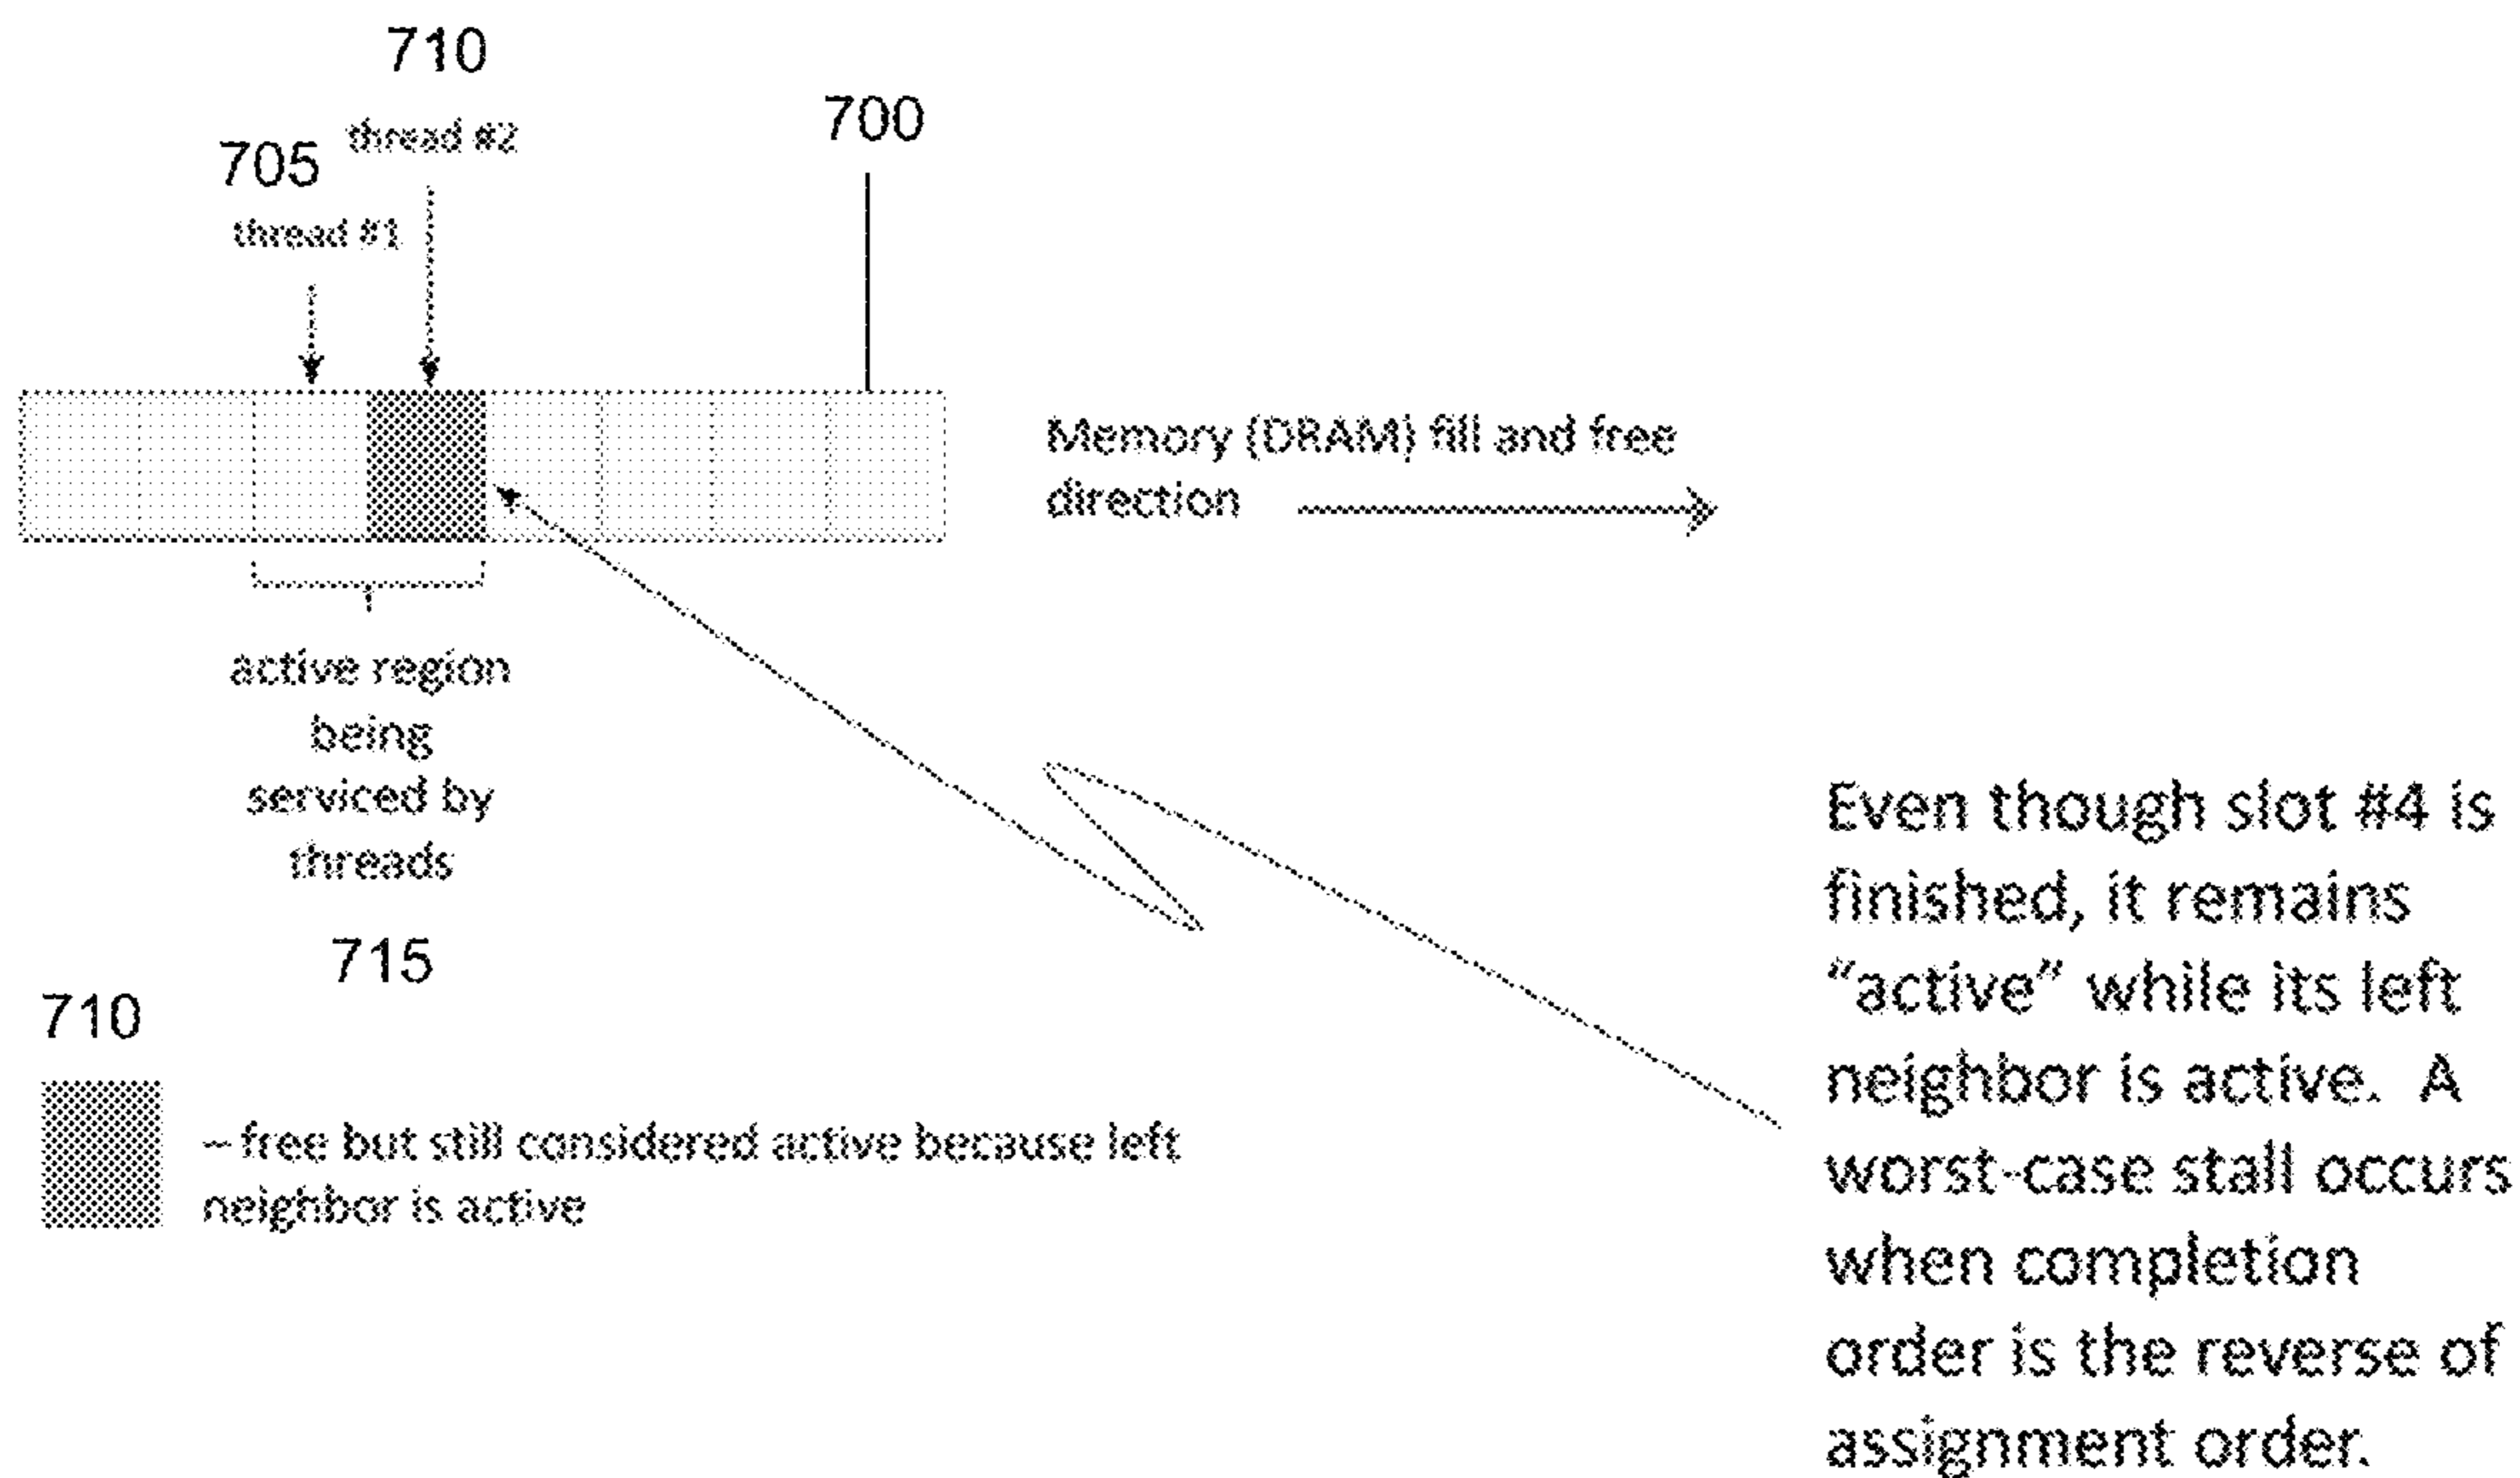 710
thread #2
700
705
thread #1
Memory (DRAM) fill and free
direction
active region
being
serviced by
threads
715
710
– free but still considered active because left
neighbor is active
Even though slot #4 is
finished, it remains
“active” while its left
neighbor is active. A
worst-case stall occurs
when completion
order is the reverse of
assignment order.